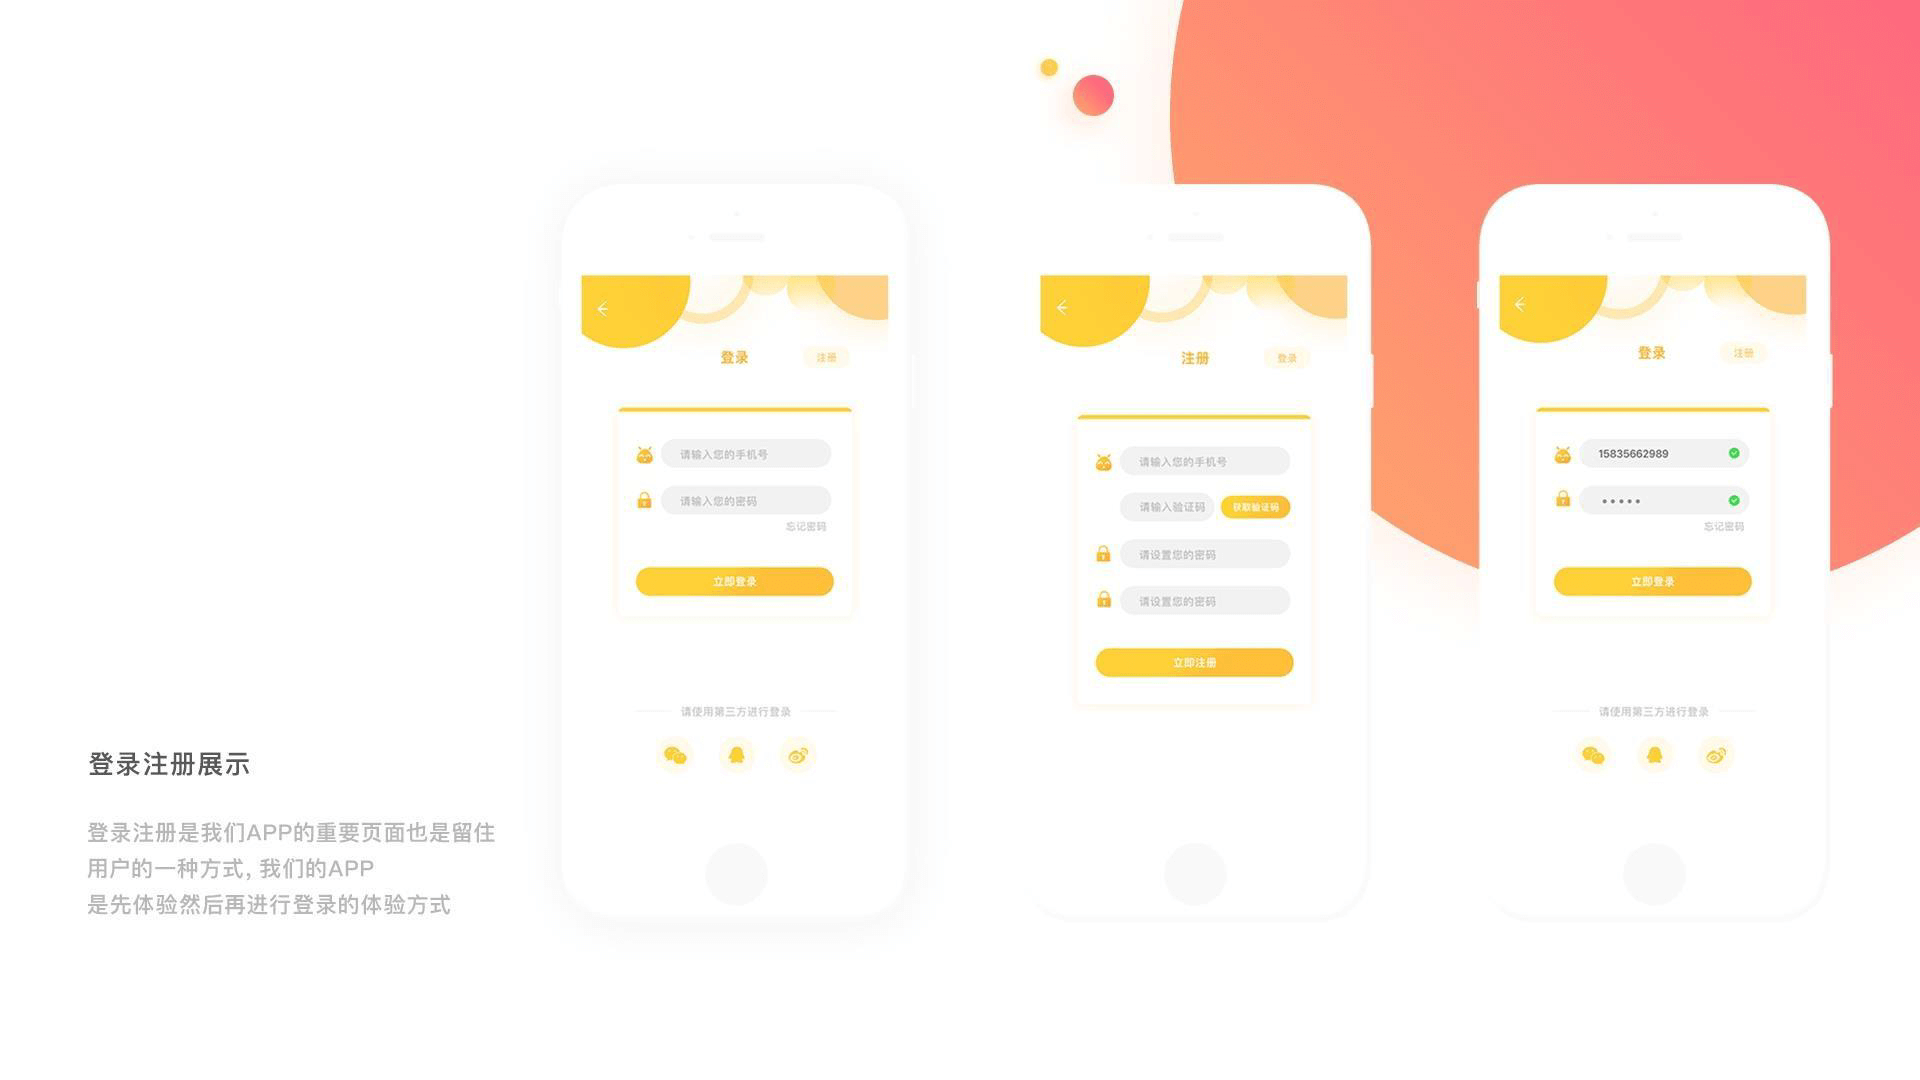 登录
注册
请输入您的手机号
请输入您的密码
忘记密码
立即登录
请使用第三方进行登录
注册
登录
请输入您的手机号
请输入验证码
获取验证码
请设置您的密码
请设置您的密码
立即注册
登录
注册
15835662989
忘记密码
立即登录
请使用第三方进行登录
登录注册展示
登录注册是我们APP的重要页面也是留住
用户的一种方式, 我们的APP
是先体验然后再进行登录的体验方式